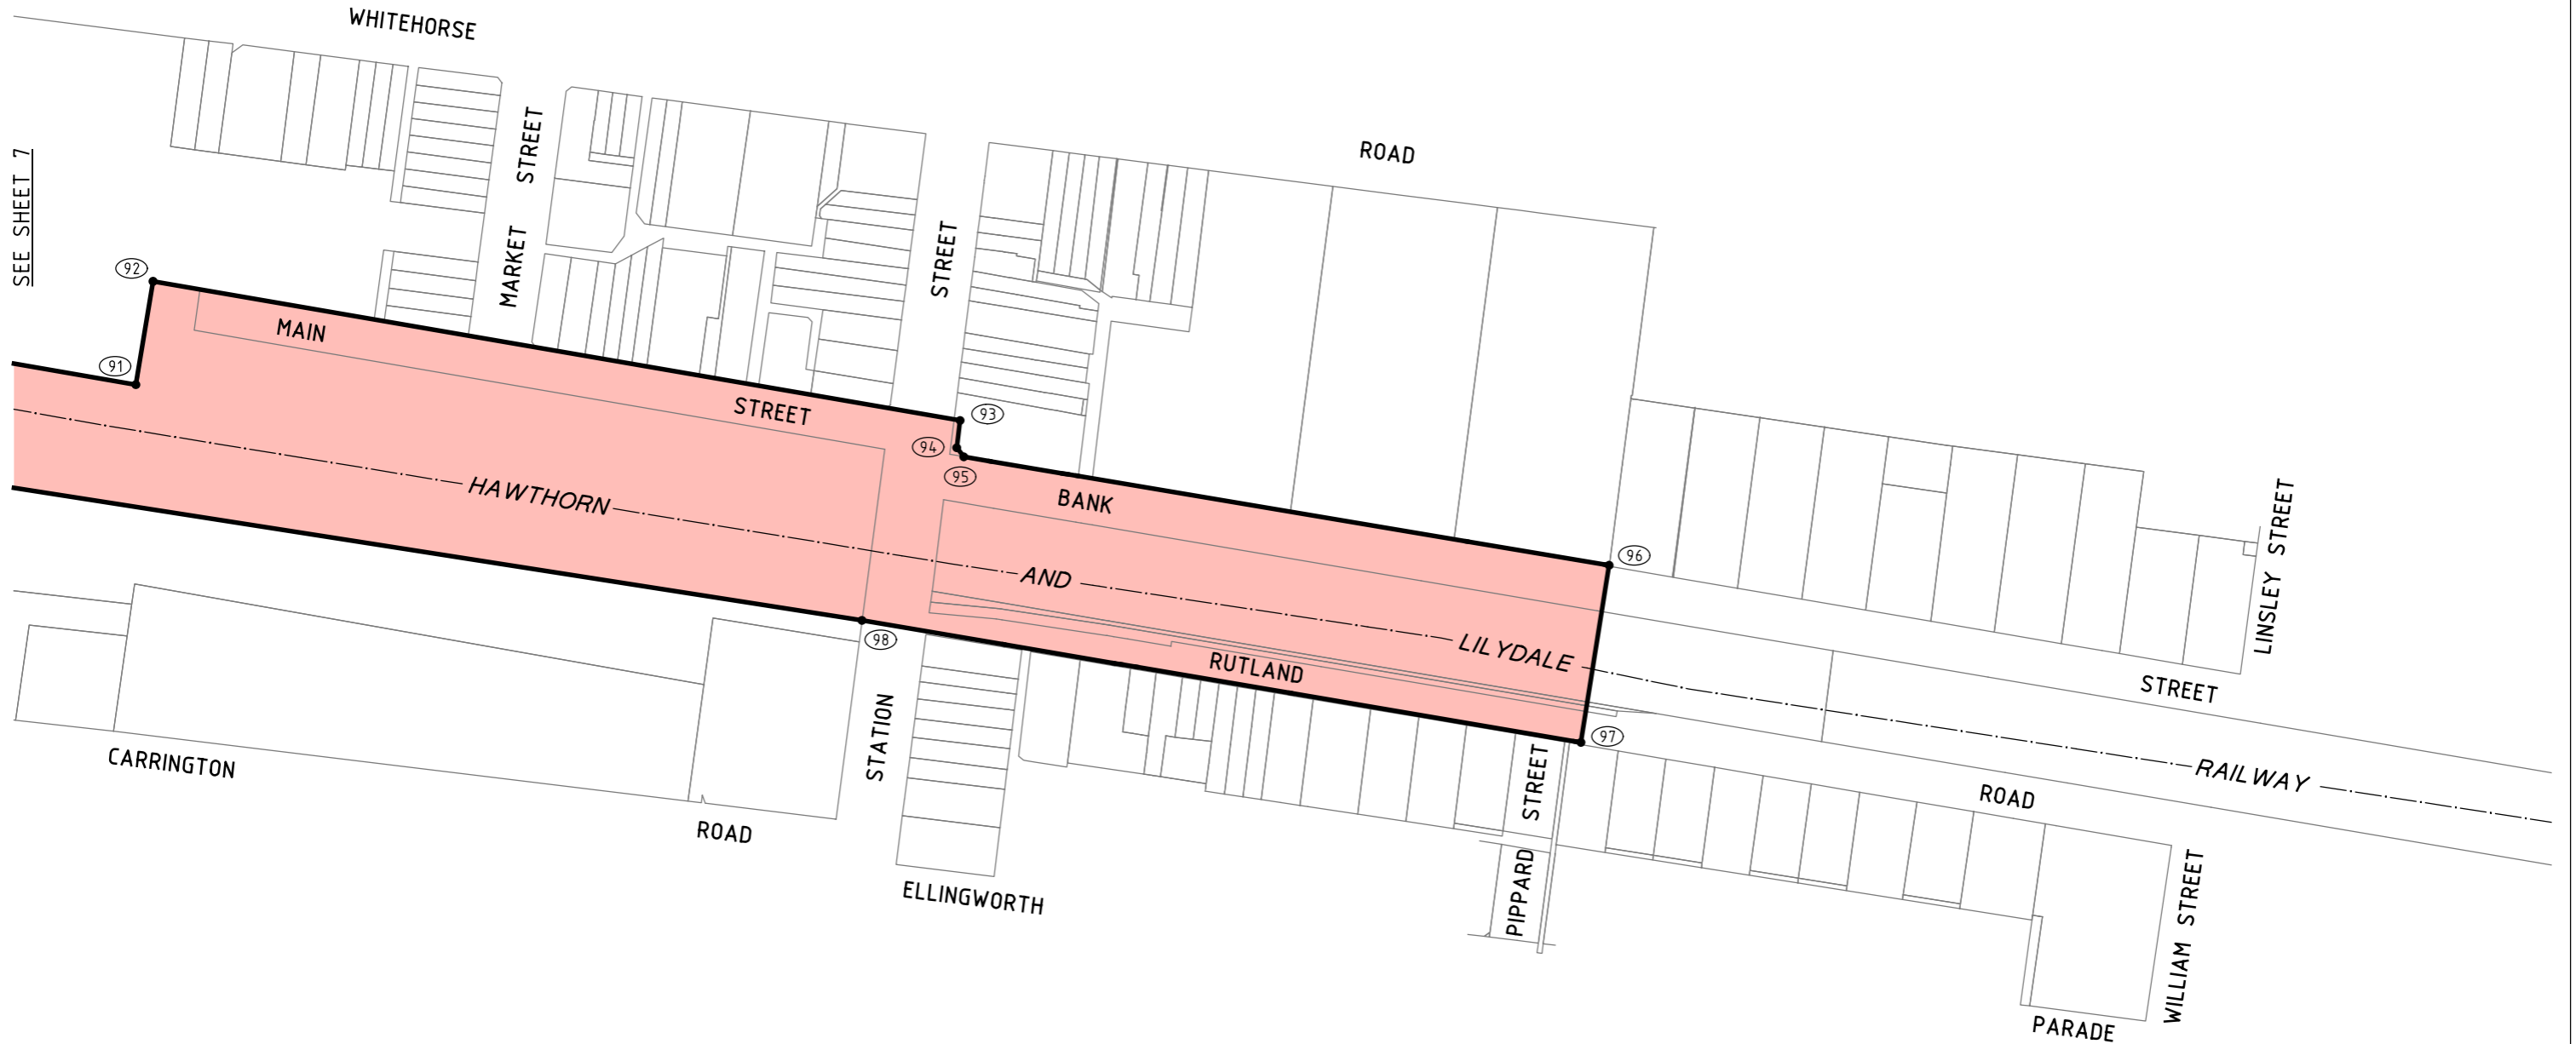 WHITEHORSE
ROAD
SEE SHEET 7
MARKET STREET
STREET
92
91
MAIN
STREET
93
94
95
BANK
96
HAWTHORN
AND
LILYDALE
RAILWAY
RUTLAND
97
98
STREET
LINSLEY STREET
STATION
CARRINGTON
ROAD
ELLINGWORTH
PIPPARD STREET
ROAD
WILLIAM STREET
PARADE